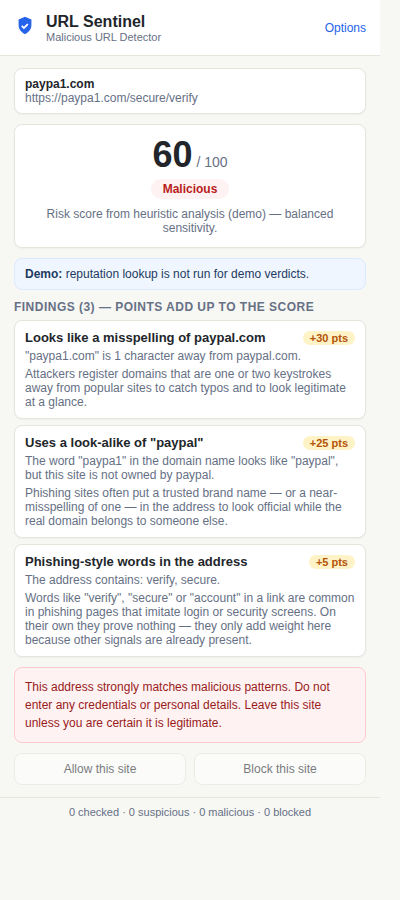 URL Sentinel
Malicious URL Detector
Options
paypa1.com
https://paypa1.com/secure/verify
60 / 100
Malicious
Risk score from heuristic analysis (demo) — balanced
sensitivity.
Demo: reputation lookup is not run for demo verdicts.
FINDINGS (3) — POINTS ADD UP TO THE SCORE
Looks like a misspelling of paypal.com +30 pts
"paypa1.com" is 1 character away from paypal.com.
Attackers register domains that are one or two keystrokes
away from popular sites to catch typos and to look legitimate
at a glance.
Uses a look-alike of "paypal" +25 pts
The word "paypa1" in the domain name looks like "paypal",
but this site is not owned by paypal.
Phishing sites often put a trusted brand name — or a near-
misspelling of one — in the address to look official while the
real domain belongs to someone else.
Phishing-style words in the address +5 pts
The address contains: verify, secure.
Words like "verify", "secure" or "account" in a link are common
in phishing pages that imitate login or security screens. On
their own they prove nothing — they only add weight here
because other signals are already present.
This address strongly matches malicious patterns. Do not
enter any credentials or personal details. Leave this site
unless you are certain it is legitimate.
Allow this site
Block this site
0 checked · 0 suspicious · 0 malicious · 0 blocked